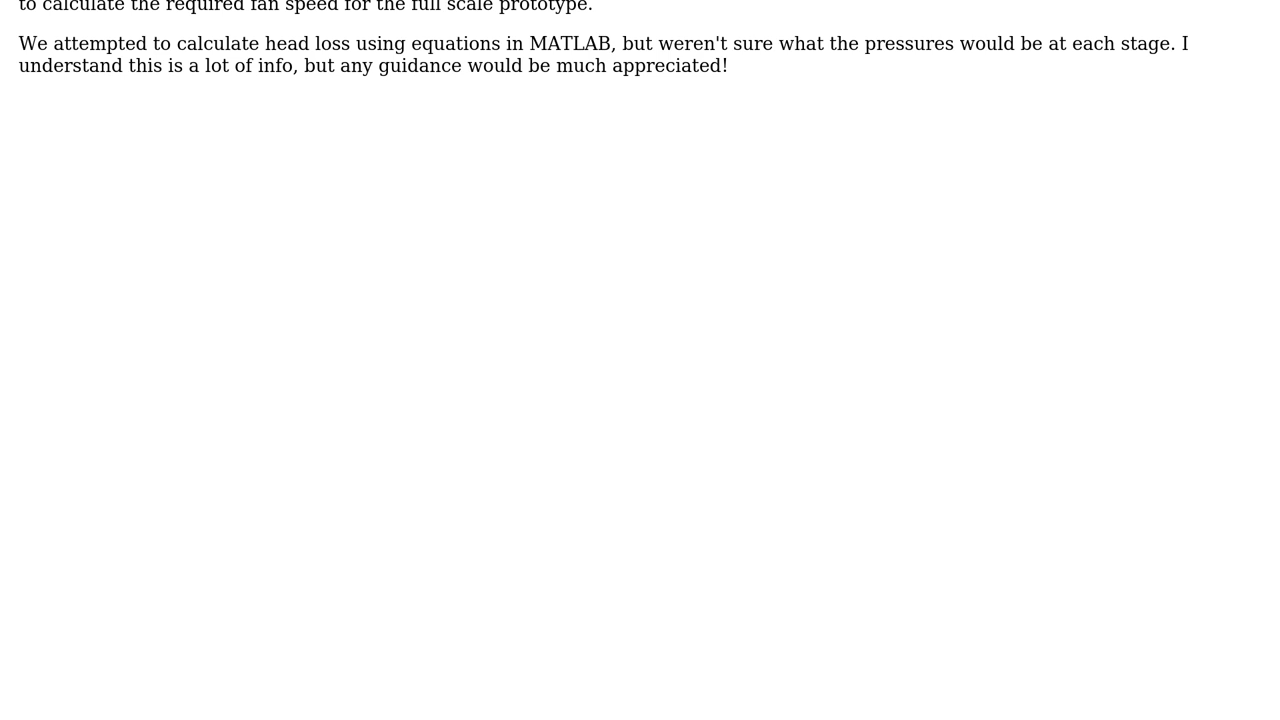 to calculate the required fan speed for the full scale prototype.
We attempted to calculate head loss using equations in MATLAB, but weren't sure what the pressures would be at each stage. I
understand this is a lot of info, but any guidance would be much appreciated!